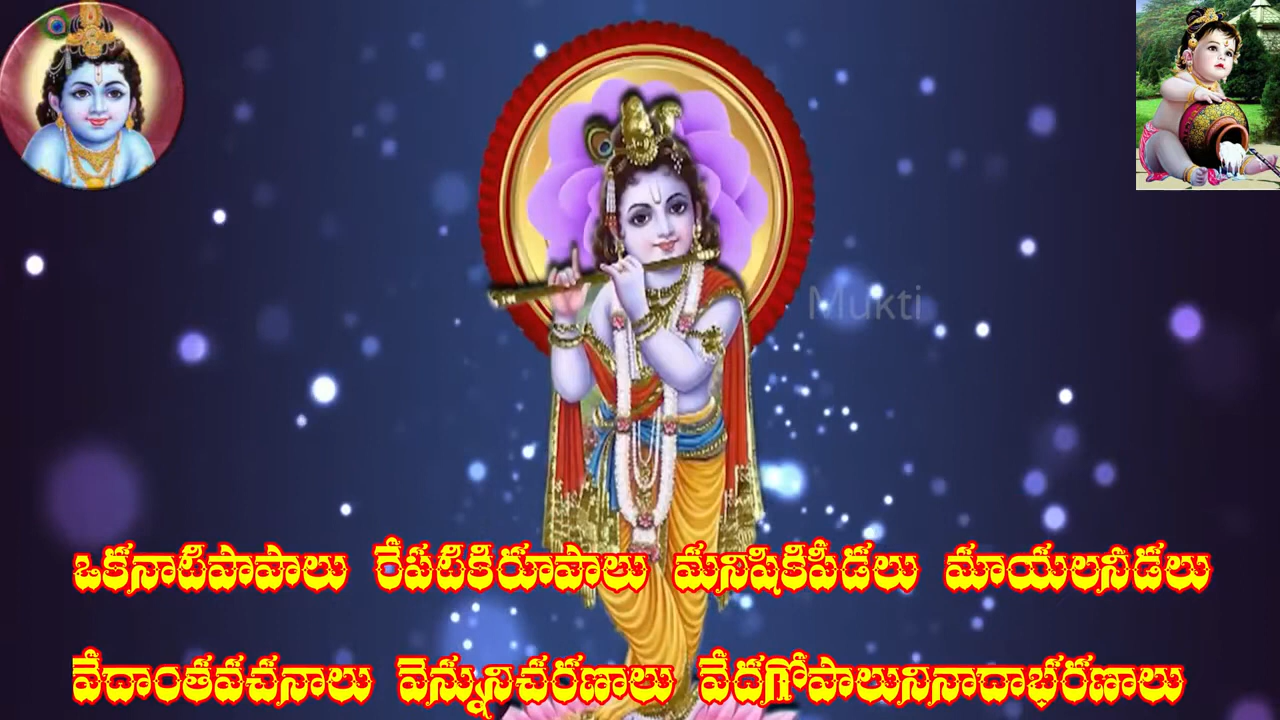 Mukti
ఒకనాటిపాపాలు రేపటికిరూపాలు మనిషికిపీడలు మాయలనీడలు
వేదాంతవచనాలు వెన్నునిచరణాలు వేదగోపాలునినాదాభరణాలు